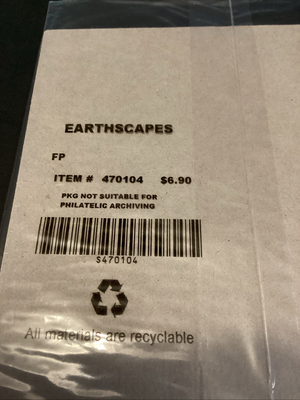 EARTHSCAPES
FP
ITEM # 470104 $6.90
PKG NOT SUITABLE FOR
PHILATELIC ARCHIVING
S470104
All materials are recyclable